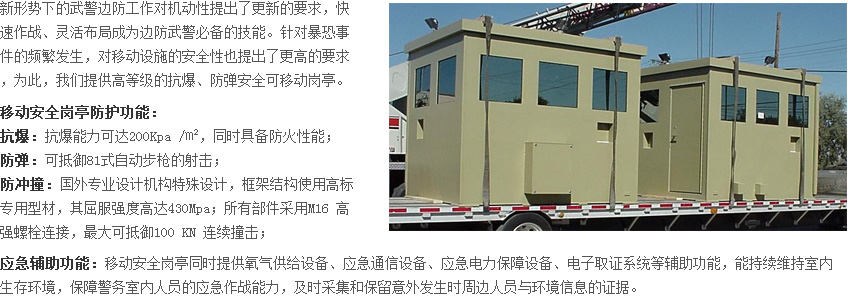 新形势下的武警边防工作对机动性提出了更新的要求，快
速作战、灵活布局成为边防武警必备的技能。针对暴恐事
件的频繁发生，对移动设施的安全性也提出了更高的要求
，为此，我们提供高等级的抗爆、防弹安全可移动岗亭。
移动安全岗亭防护功能：
抗爆：抗爆能力可达200Kpa /㎡，同时具备防火性能；
防弹：可抵御81式自动步枪的射击；
防冲撞：国外专业设计机构特殊设计，框架结构使用高标
专用型材，其屈服强度高达430Mpa；所有部件采用M16 高
强螺栓连接，最大可抵御100 KN 连续撞击；
应急辅助功能：移动安全岗亭同时提供氧气供给设备、应急通信设备、应急电力保障设备、电子取证系统等辅助功能，能持续维持室内
生存环境，保障警务室内人员的应急作战能力，及时采集和保留意外发生时周边人员与环境信息的证据。